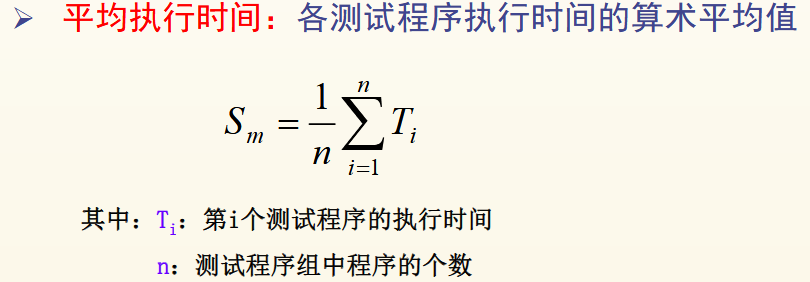 ➢ 平均执行时间：各测试程序执行时间的算术平均值
S_m = \frac{1}{n} \sum_{i=1}^{n} T_i
其中：T_i：第i个测试程序的执行时间
n：测试程序组中程序的个数